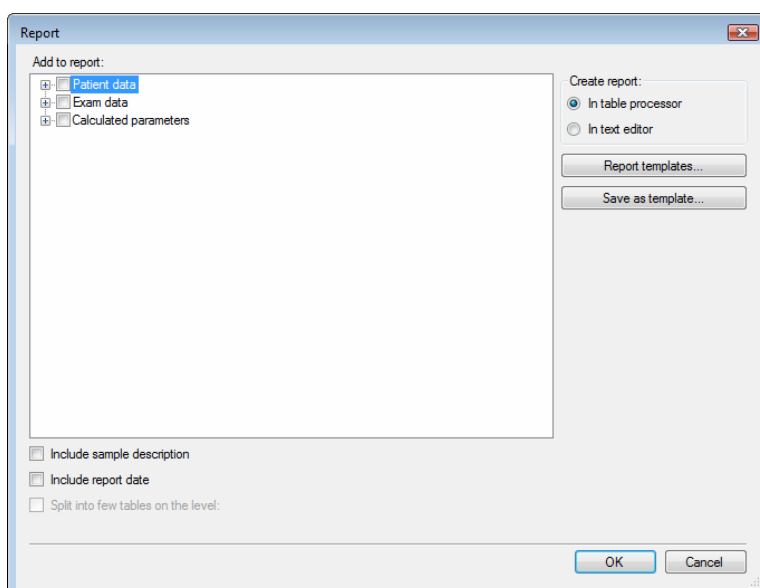 Report
Add to report:
Patient data
Exam data
Calculated parameters
Create report:
In table processor
In text editor
Report templates...
Save as template...
Include sample description
Include report date
Split into few tables on the level:
OK
Cancel